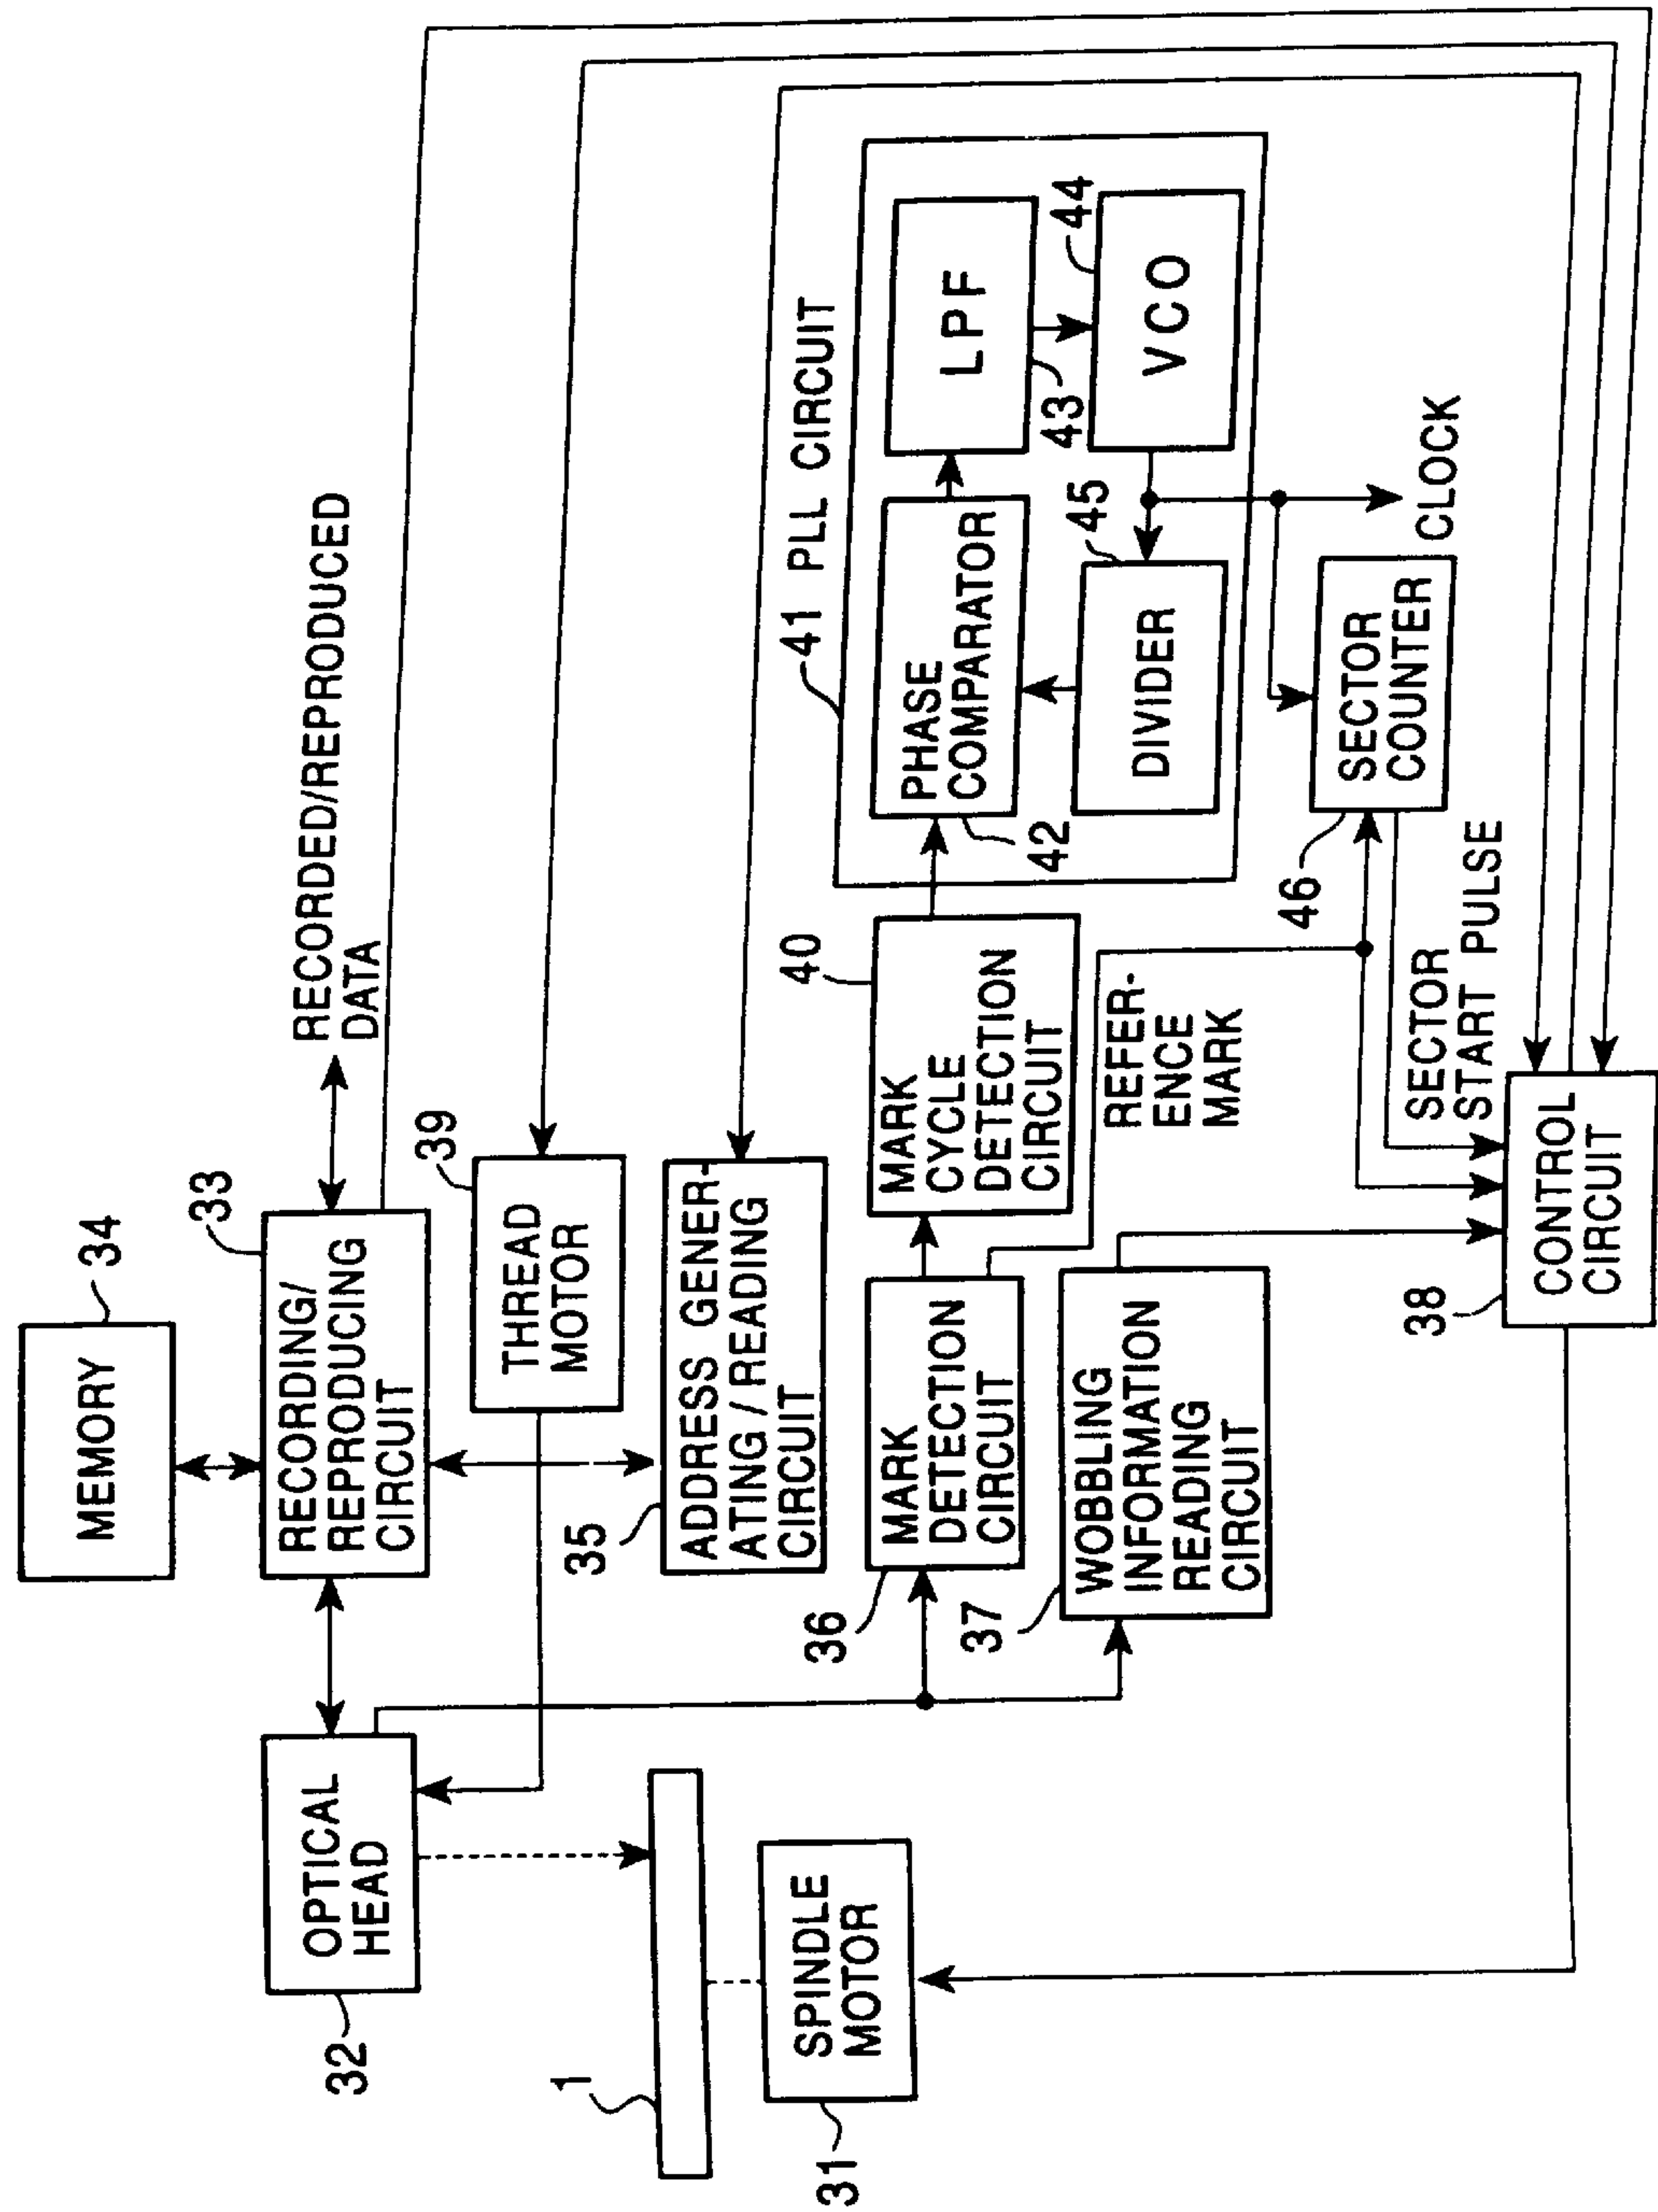 34
MEMORY
33
RECORDING/
REPRODUCING
CIRCUIT
RECORDED/REPRODUCED
DATA
32
OPTICAL
HEAD
39
THREAD
MOTOR
1
35
ADDRESS GENER-
ATING / READING
CIRCUIT
31
SPINDLE
MOTOR
36
MARK
DETECTION
CIRCUIT
40
MARK
CYCLE
DETECTION
CIRCUIT
41 PLL CIRCUIT
PHASE
COMPARATOR
42
LPF
43
VCO
44
DIVIDER
45
37
WOBBLING
INFORMATION
READING
CIRCUIT
REFER-
ENCE
MARK
46
SECTOR
COUNTER
CLOCK
SECTOR
START PULSE
38
CONTROL
CIRCUIT